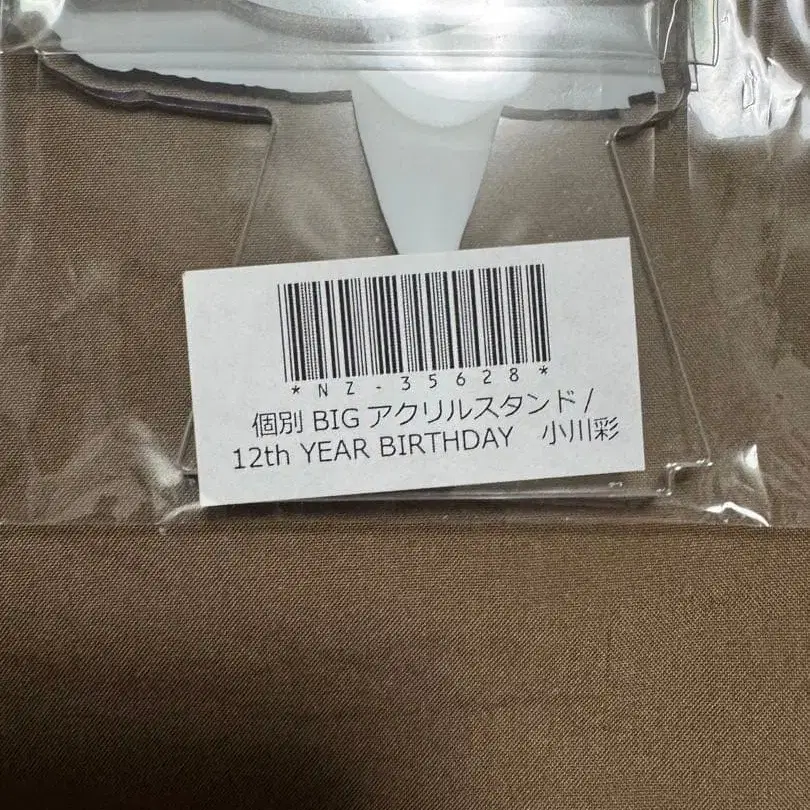 *NZ-35628*
個別 BIG アクリルスタンド /
12th YEAR BIRTHDAY　小川彩